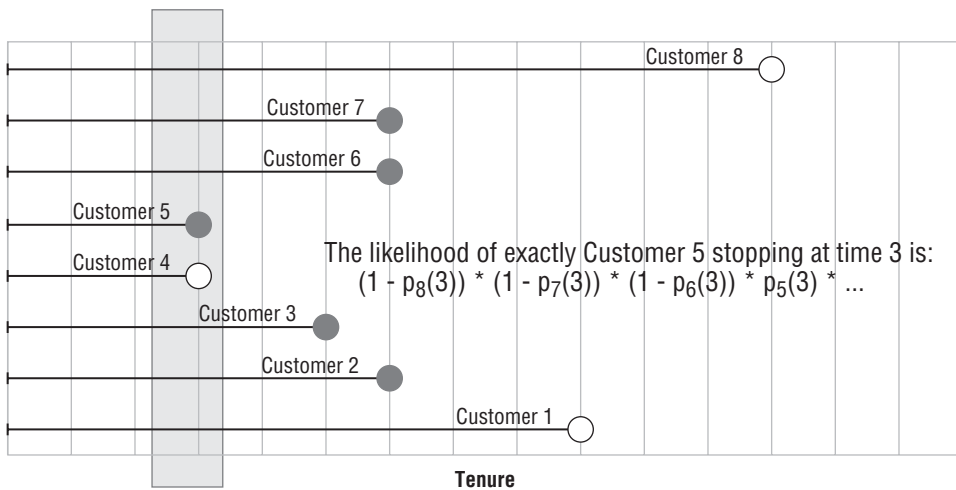 Customer 8
Customer 7
Customer 6
Customer 5
The likelihood of exactly Customer 5 stopping at time 3 is:
Customer 4
(1 - p₈(3)) * (1 - p₇(3)) * (1 - p₆(3)) * p₅(3) * ...
Customer 3
Customer 2
Customer 1
Tenure